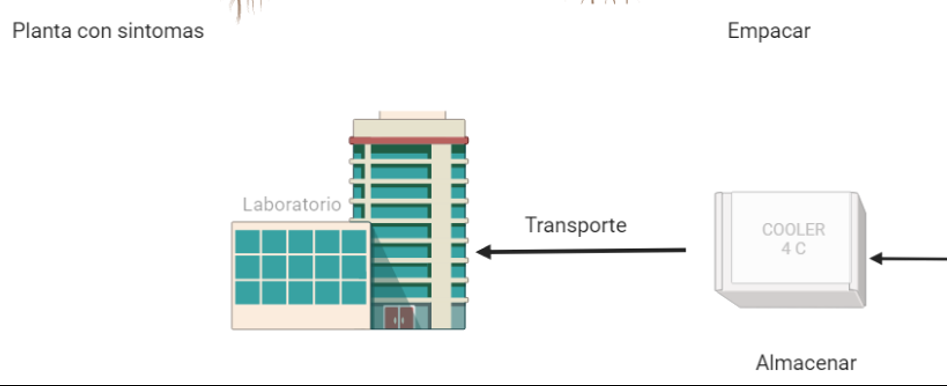 Planta con sintomas
Empacar
Laboratorio
Transporte
COOLER
4 C
Almacenar